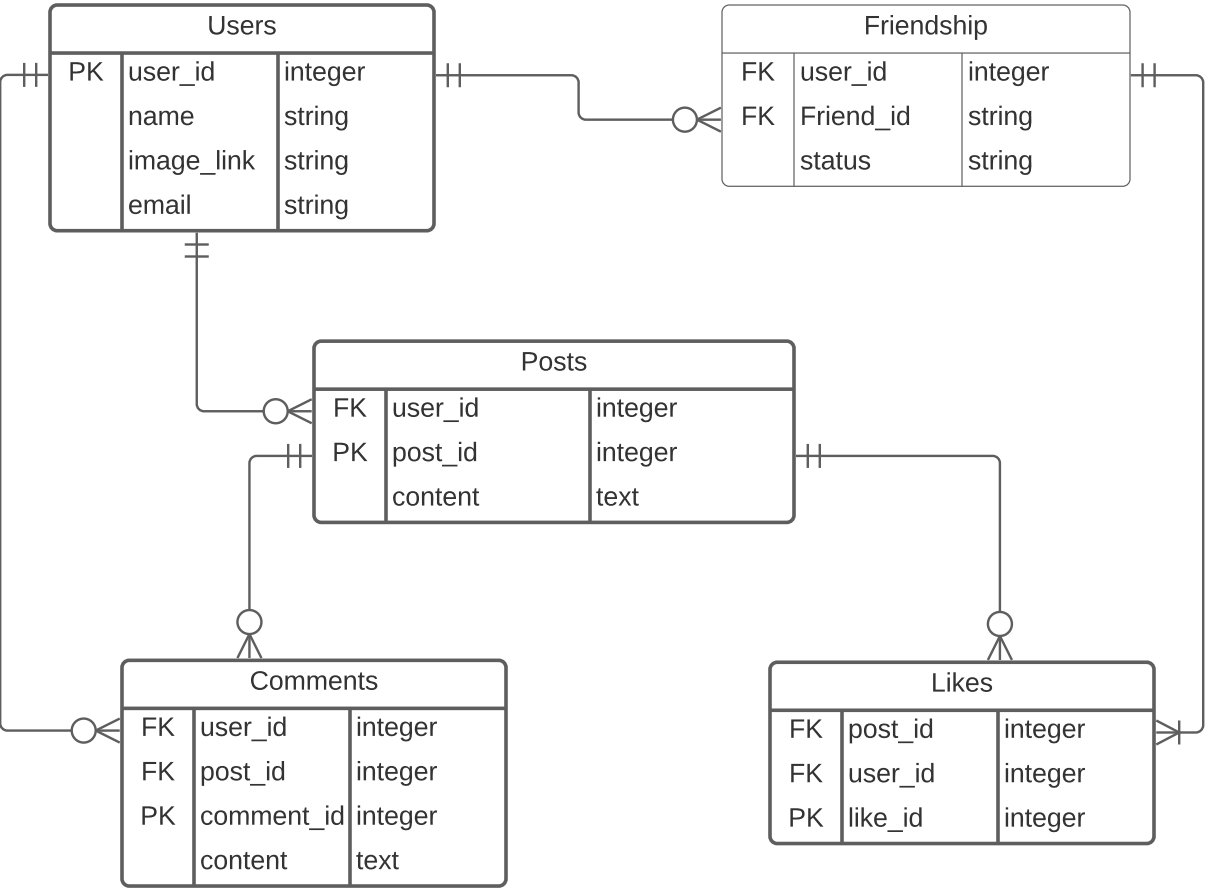 Users
PK user_id integer
name string
image_link string
email string
Friendship
FK user_id integer
FK Friend_id string
status string
Posts
FK user_id integer
PK post_id integer
content text
Comments
FK user_id integer
FK post_id integer
PK comment_id integer
content text
Likes
FK post_id integer
FK user_id integer
PK like_id integer